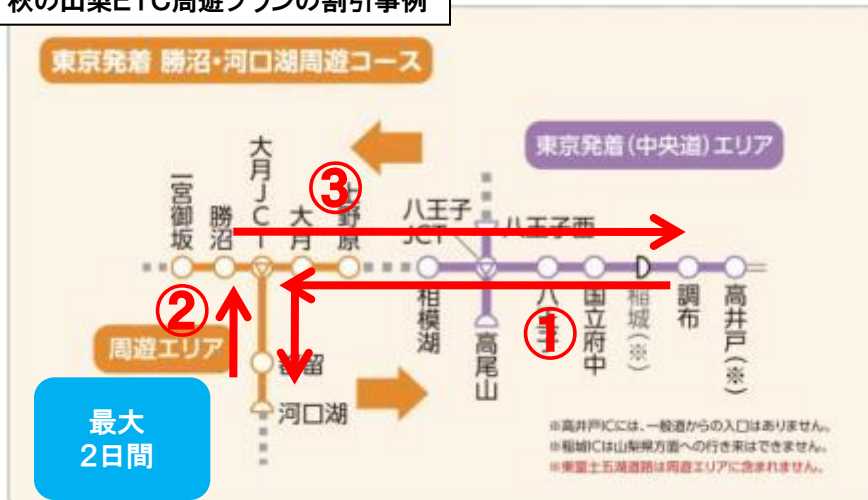 秋の山梨ETC周遊プランの割引事例
東京発着 勝沼・河口湖周遊コース
東京発着(中央道)エリア
③
一宮御坂
勝沼
大月JCT
大月
上野原
八王子JCT
八王子西
相模湖
高尾山
①
国立府中
稲城(※)
調布
高井戸(※)
②
周遊エリア
都留
河口湖
最大
2日間
※高井戸ICには、一般道からの入口はありません。
※稲城ICは山梨県方面への行き来はできません。
※東富士五湖道路は周遊エリアに含まれません。